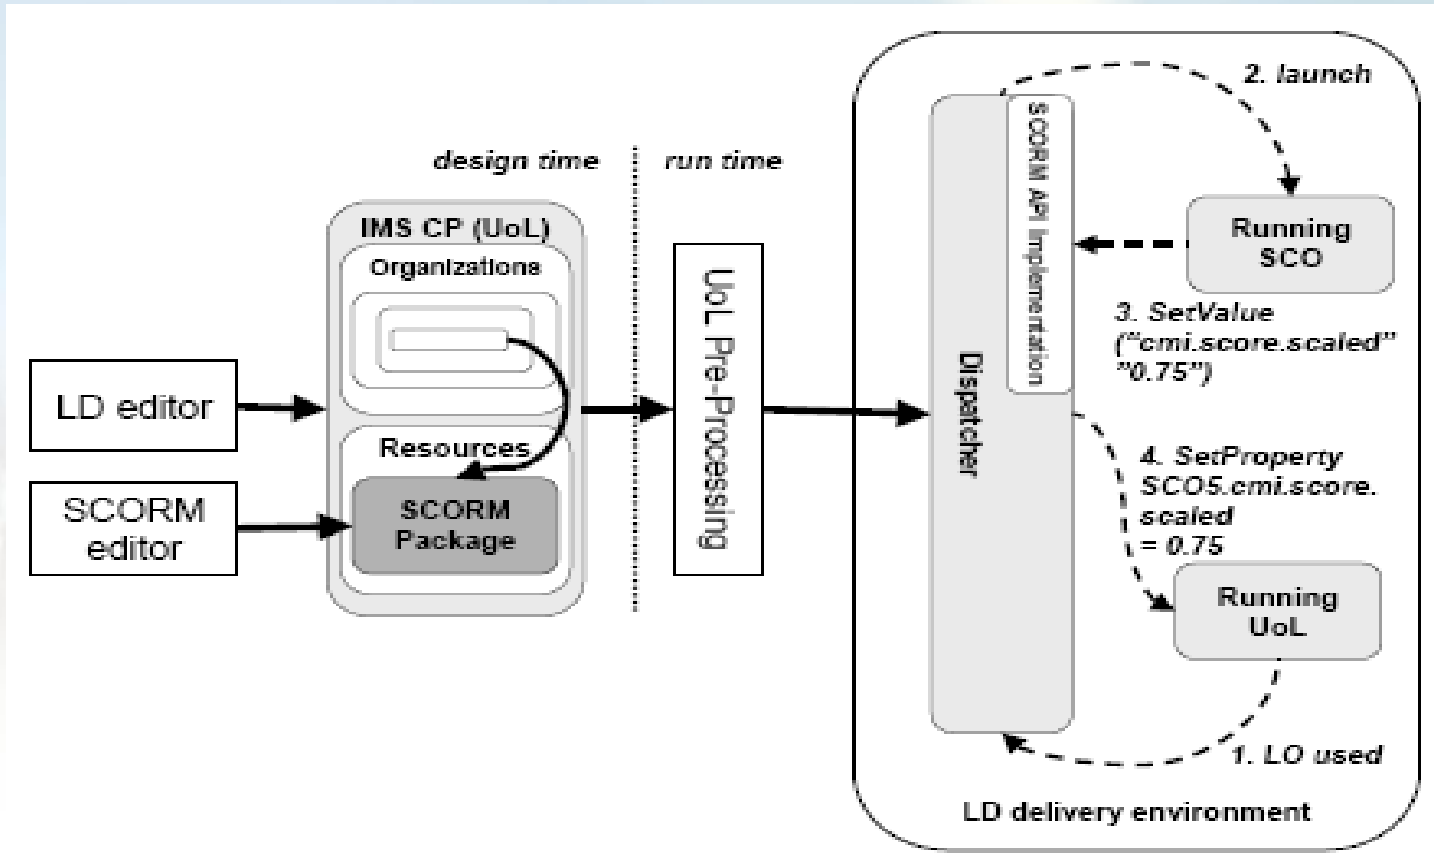 design time
run time
IMS CP (UoL)
Organizations
Resources
SCORM
Package
LD editor
SCORM
editor
UoL Pre-Processing
Dispatcher
SCORM API Implementation
2. launch
Running
SCO
3. SetValue
("cmi.score.scaled"
"0.75")
4. SetProperty
SCO5.cmi.score.
scaled
= 0.75
Running
UoL
1. LO used
LD delivery environment